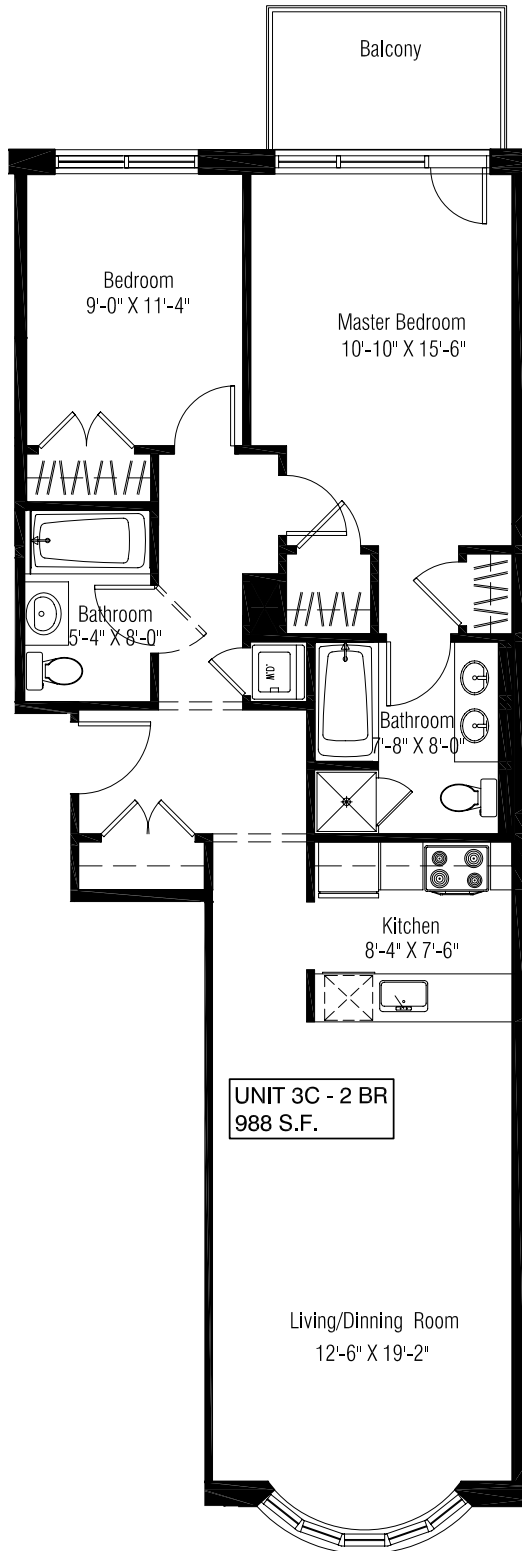 Balcony
Bedroom
9'-0" X 11'-4"
Master Bedroom
10'-10" X 15'-6"
Bathroom
5'-4" X 8'-0"
W.D.
Bathroom
7'-8" X 8'-0"
Kitchen
8'-4" X 7'-6"
UNIT 3C - 2 BR
988 S.F.
Living/Dinning Room
12'-6" X 19'-2"